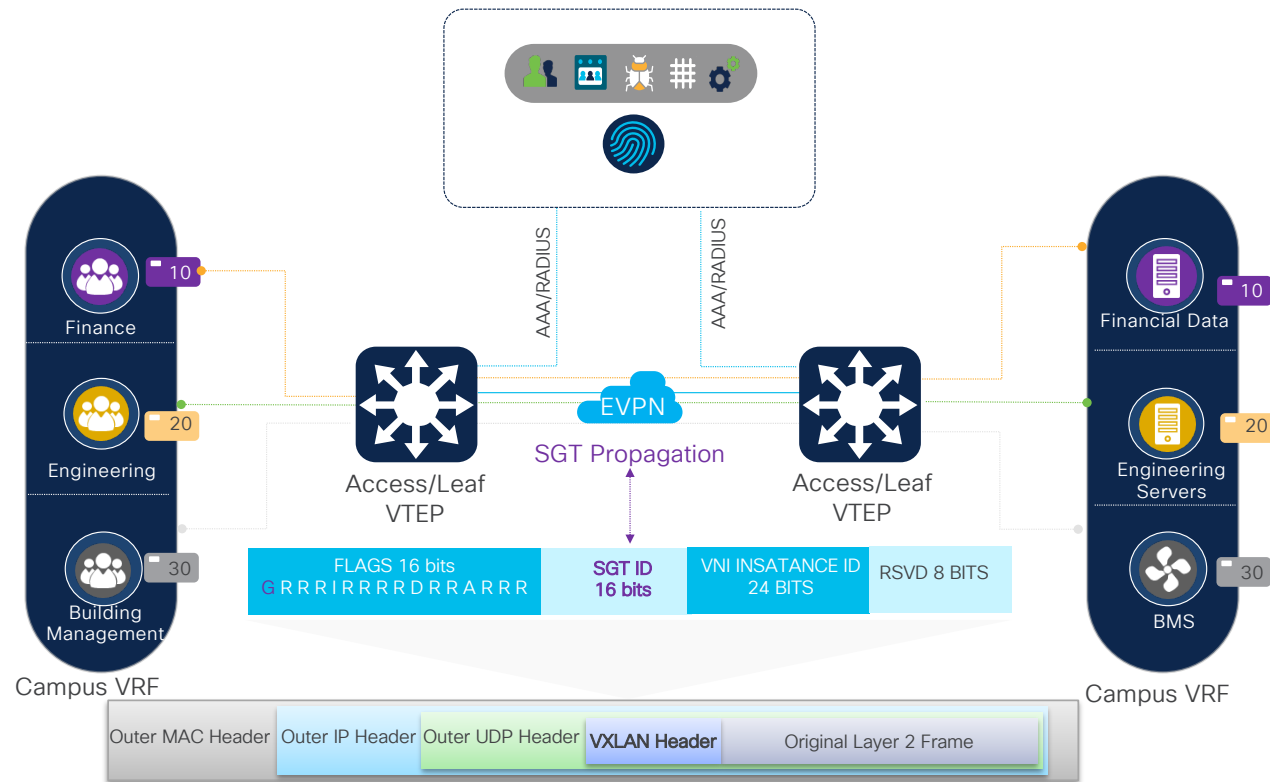 AAA/RADIUS
AAA/RADIUS
10
Finance
20
Engineering
30
Building
Management
Campus VRF
Access/Leaf
VTEP
EVPN
SGT Propagation
Access/Leaf
VTEP
10
Financial Data
20
Engineering
Servers
30
BMS
Campus VRF
FLAGS 16 bits
G R R R I R R R R D R R A R R R
SGT ID
16 bits
VNI INSATANCE ID
24 BITS
RSVD 8 BITS
Outer MAC Header
Outer IP Header
Outer UDP Header
VXLAN Header
Original Layer 2 Frame